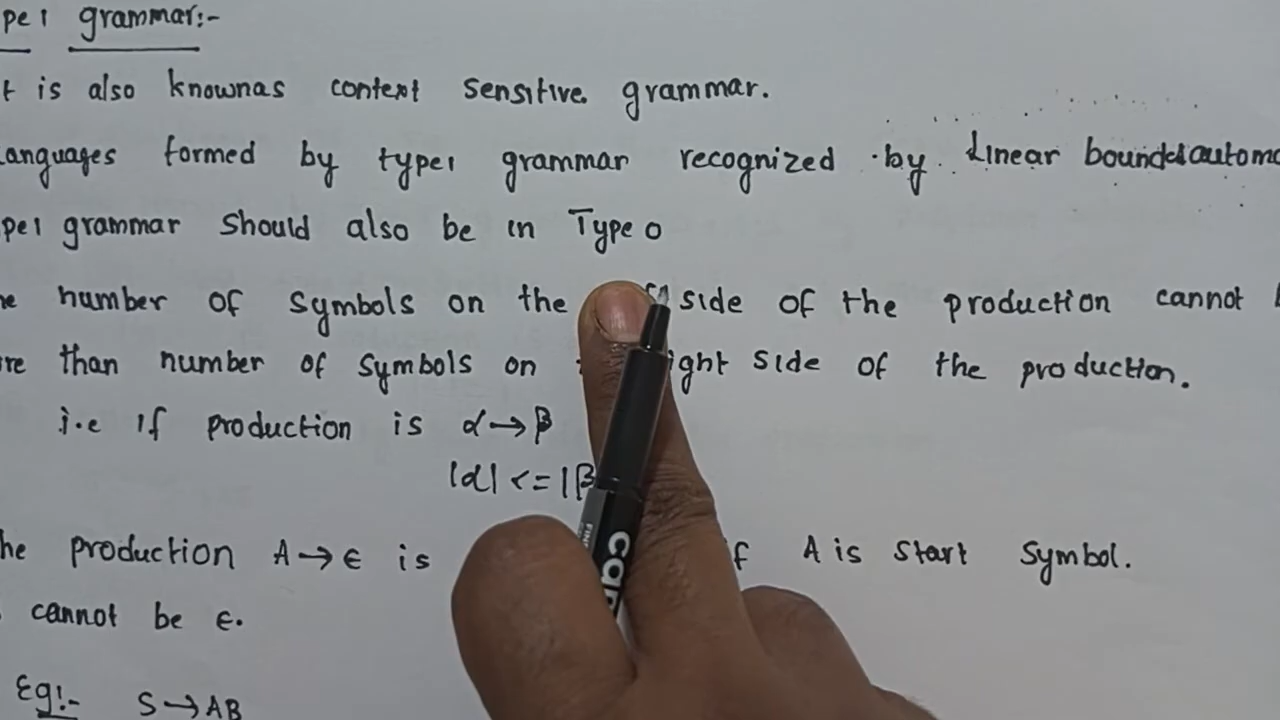 pe1 grammar:-
t is also knownas context sensitive grammar.
anguages formed by type1 grammar recognized by Linear bounded automa
pe1 grammar should also be in Type 0
e number of symbols on the side of the production cannot
re than number of symbols on ight side of the production.
i.e if production is α→β
|α| <= |β
he production A→ϵ is if A is start symbol.
cannot be ϵ.
Eg:- S→AB